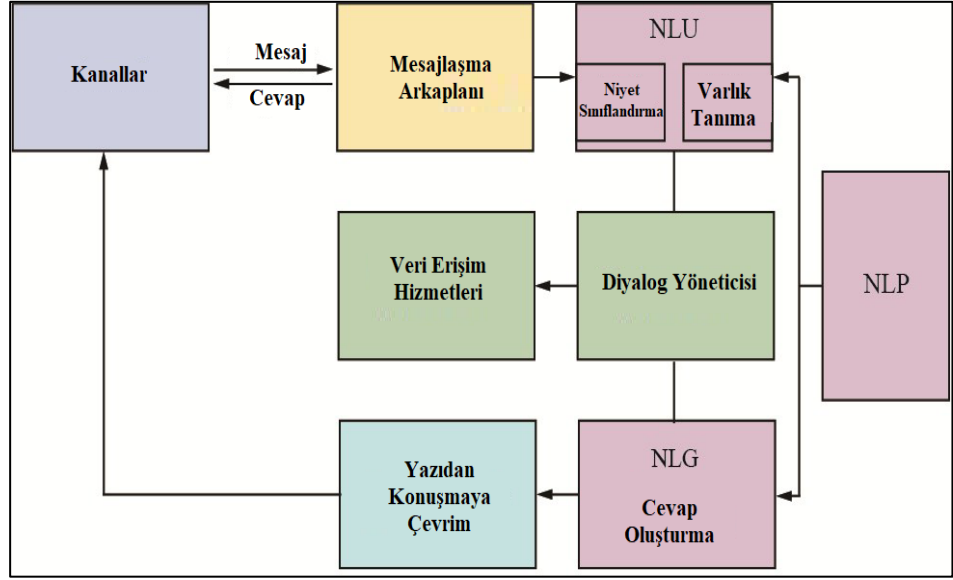 Kanallar
Mesaj
Cevap
Mesajlaşma
Arkaplanı
NLU
Niyet
Sınıflandırma
Varlık
Tanıma
Veri Erişim
Hizmetleri
Diyalog Yöneticisi
NLP
Yazıdan
Konuşmaya
Çevrim
NLG
Cevap
Oluşturma